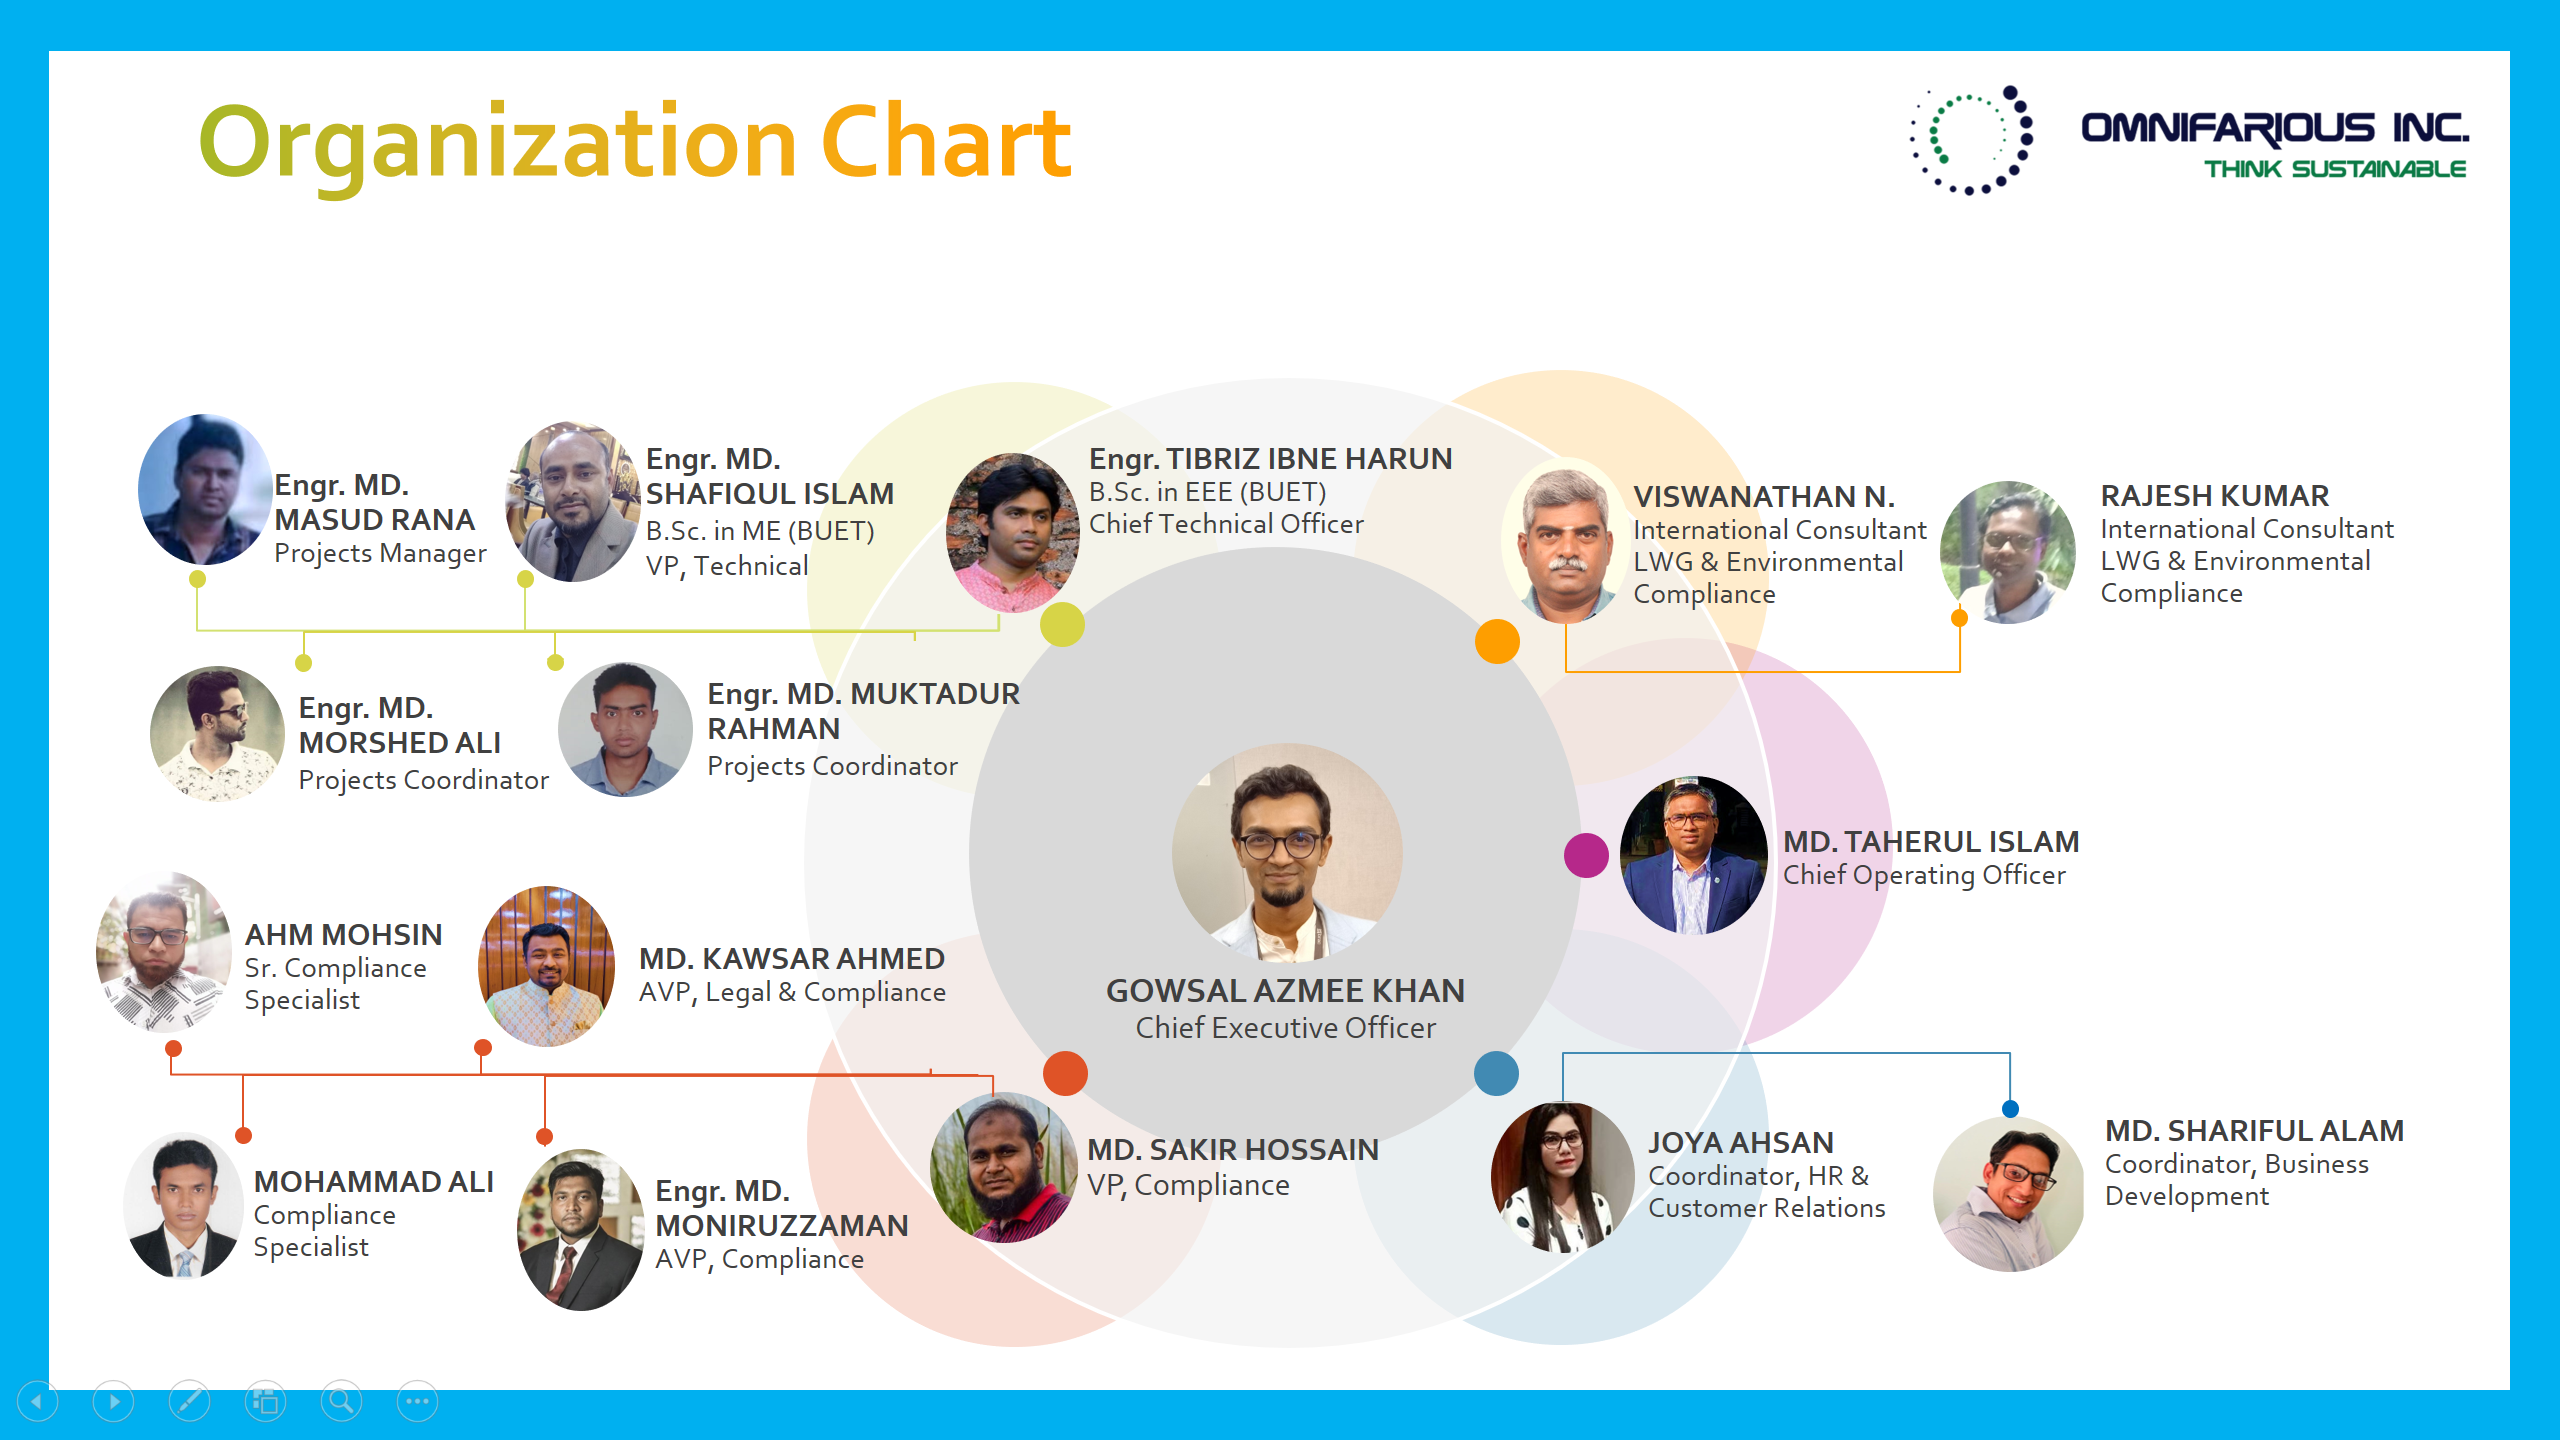 Organization Chart
OMNIFARIOUS INC.
THINK SUSTAINABLE
Engr. MD.
MASUD RANA
Projects Manager
Engr. MD.
SHAFIQUL ISLAM
B.Sc. in ME (BUET)
VP, Technical
Engr. TIBRIZ IBNE HARUN
B.Sc. in EEE (BUET)
Chief Technical Officer
VISWANATHAN N.
International Consultant
LWG & Environmental
Compliance
RAJESH KUMAR
International Consultant
LWG & Environmental
Compliance
Engr. MD.
MORSHED ALI
Projects Coordinator
Engr. MD. MUKTADUR
RAHMAN
Projects Coordinator
MD. TAHERUL ISLAM
Chief Operating Officer
AHM MOHSIN
Sr. Compliance
Specialist
MD. KAWSAR AHMED
AVP, Legal & Compliance
GOWSAL AZMEE KHAN
Chief Executive Officer
MOHAMMAD ALI
Compliance
Specialist
Engr. MD.
MONIRUZZAMAN
AVP, Compliance
MD. SAKIR HOSSAIN
VP, Compliance
JOYA AHSAN
Coordinator, HR &
Customer Relations
MD. SHARIFUL ALAM
Coordinator, Business
Development